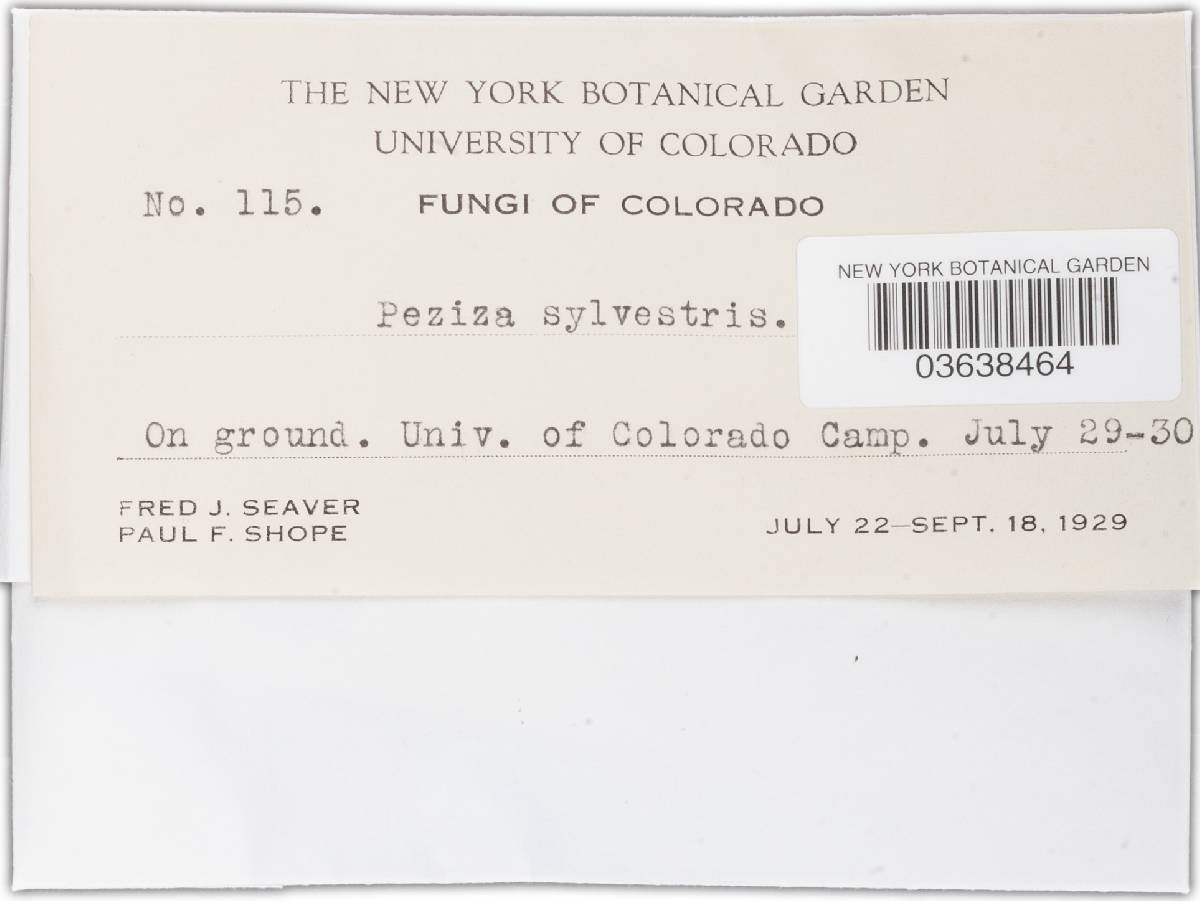 THE NEW YORK BOTANICAL GARDEN
UNIVERSITY OF COLORADO
No. 115. FUNGI OF COLORADO
NEW YORK BOTANICAL GARDEN
03638464
Peziza sylvestris.
On ground. Univ. of Colorado Camp. July 29-30
FRED J. SEAVER
PAUL F. SHOPE
JULY 22—SEPT. 18, 1929